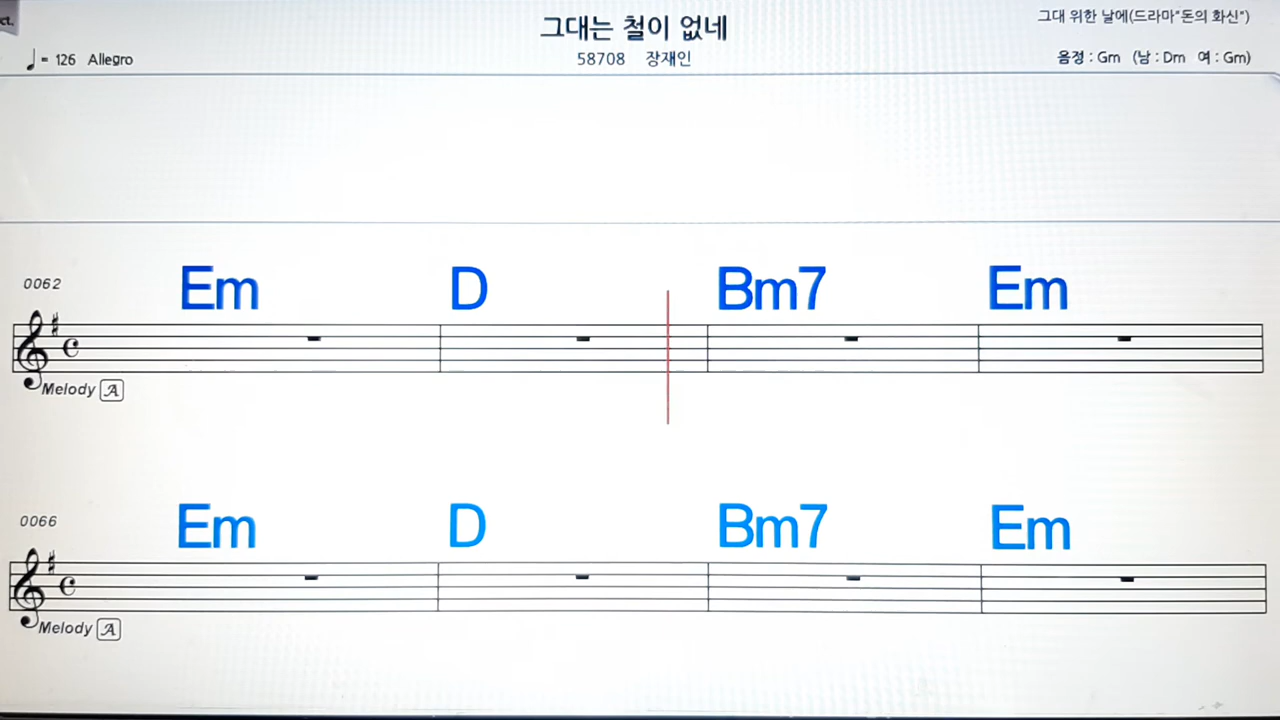 ct.
그대는 철이 없네
그대 위한 날에(드라마"돈의 화신")
♩= 126 Allegro
58708 장재인
음정 : Gm (남 : Dm 여 : Gm)
0062
Em D Bm7 Em
Melody A
0066
Em D Bm7 Em
Melody A